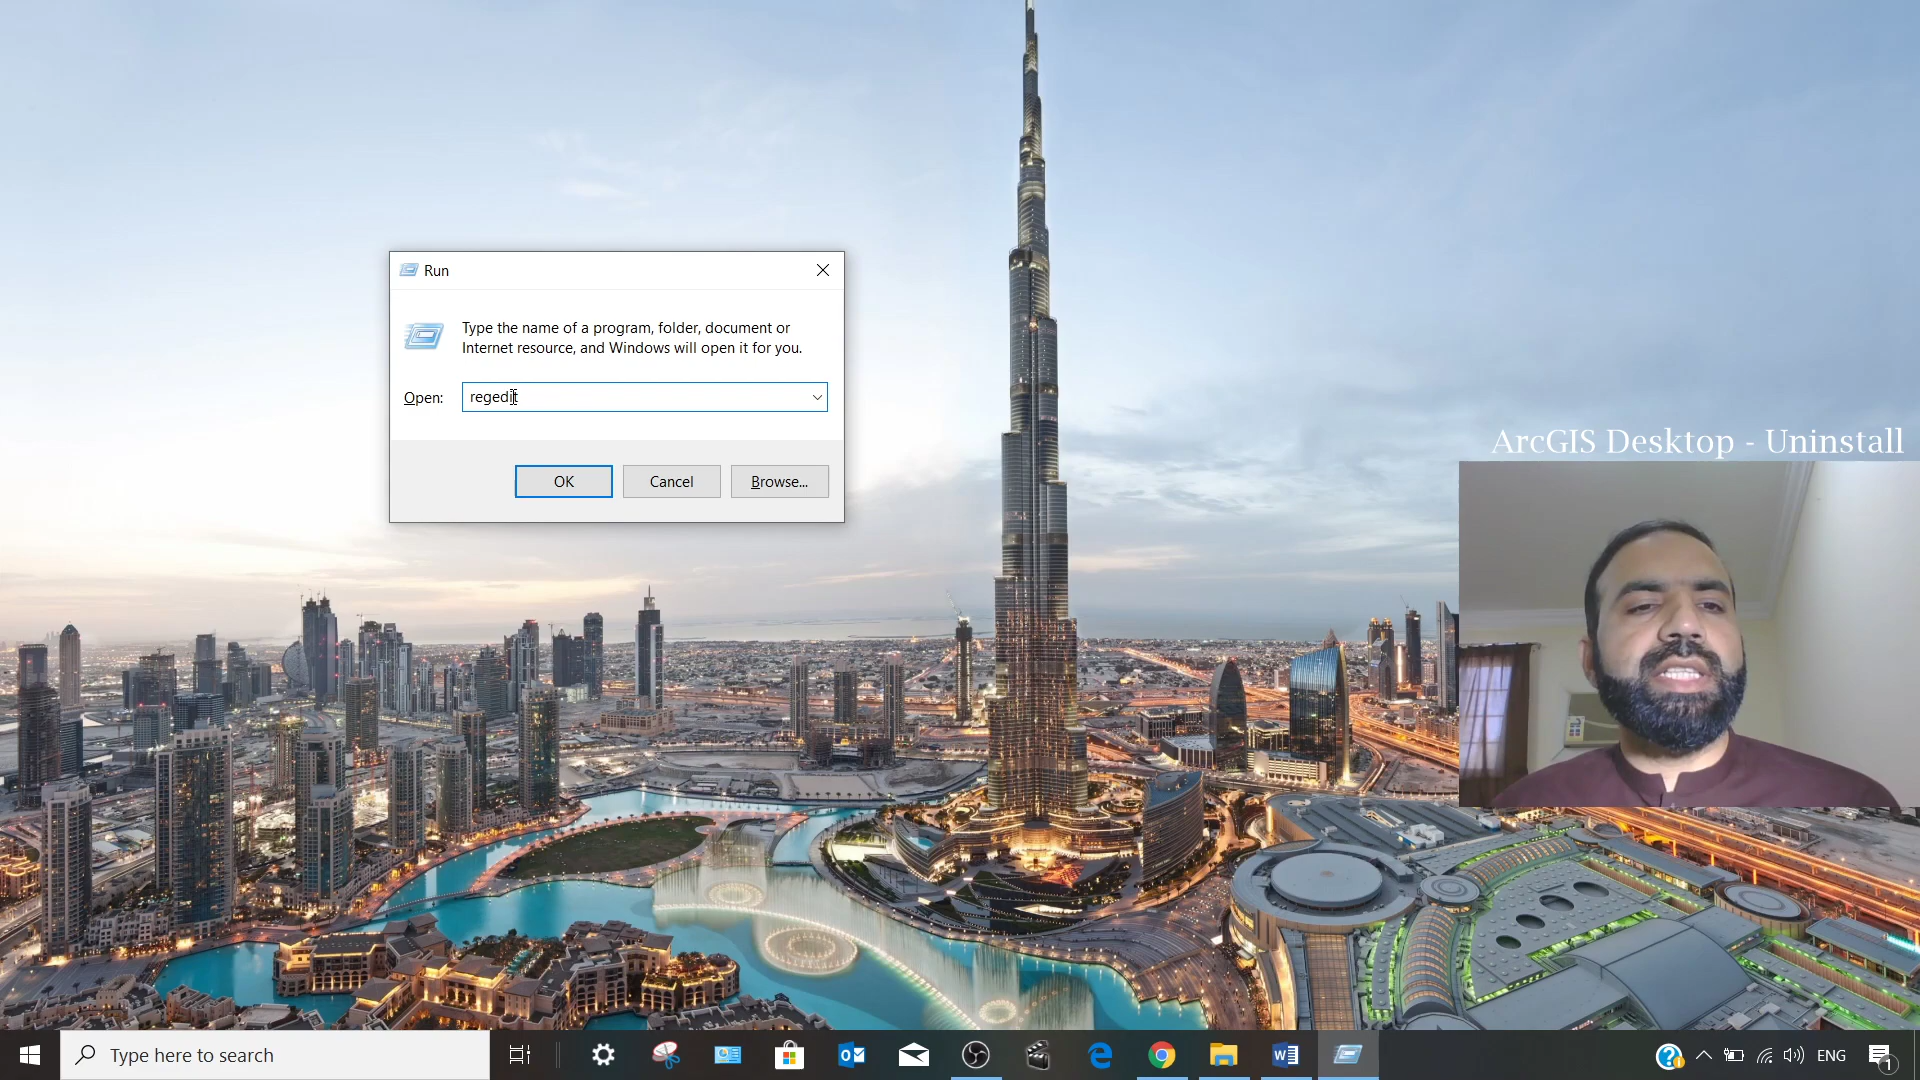 Run
Type the name of a program, folder, document or
Internet resource, and Windows will open it for you.
Open: regedit
OK Cancel Browse...
ArcGIS Desktop - Uninstall
Type here to search
ENG
1